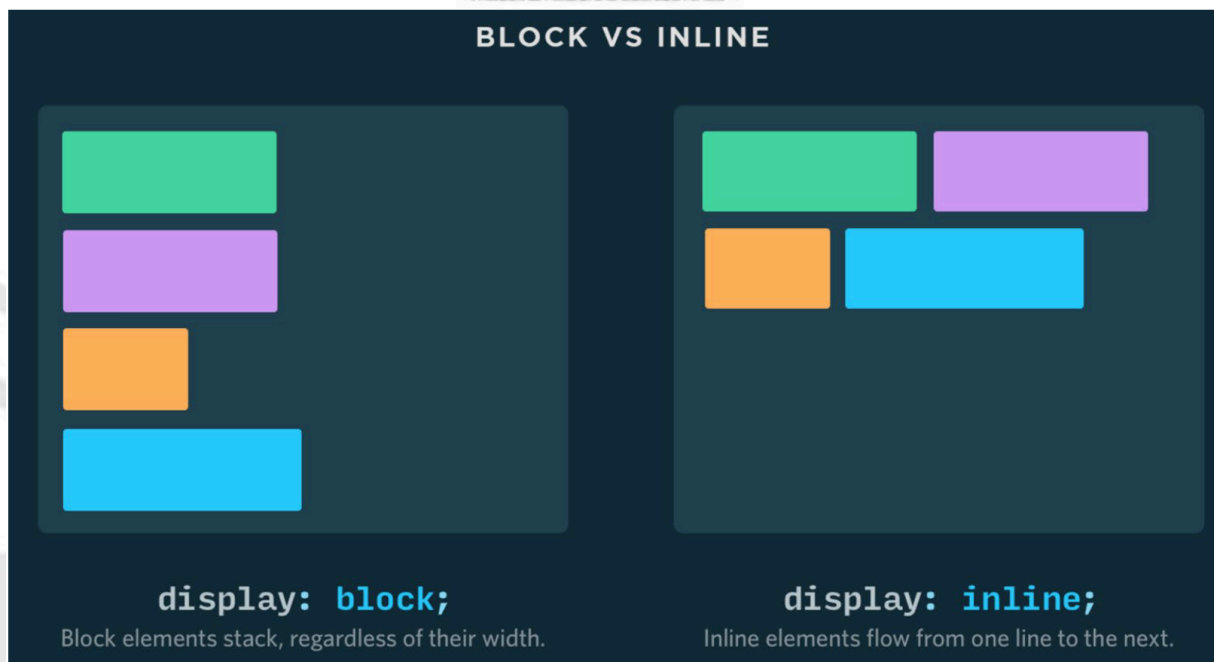 BLOCK VS INLINE
display: block;
Block elements stack, regardless of their width.
display: inline;
Inline elements flow from one line to the next.